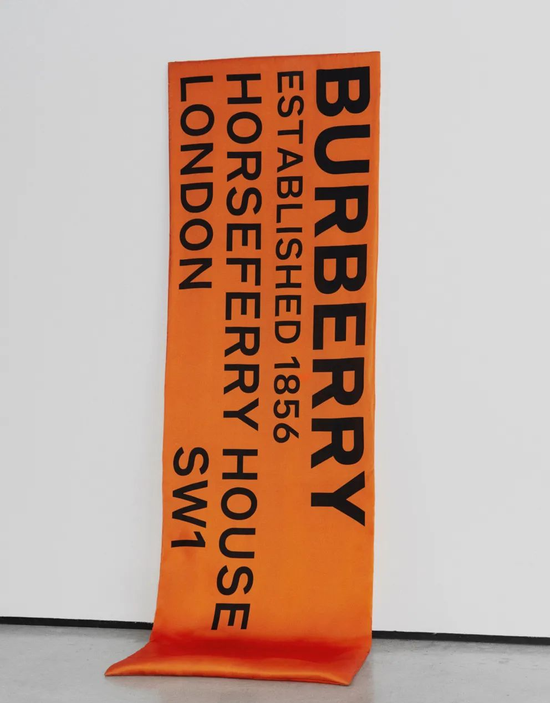 BURBERRY
ESTABLISHED 1856
HORSEFERRY HOUSE
LONDON SW1